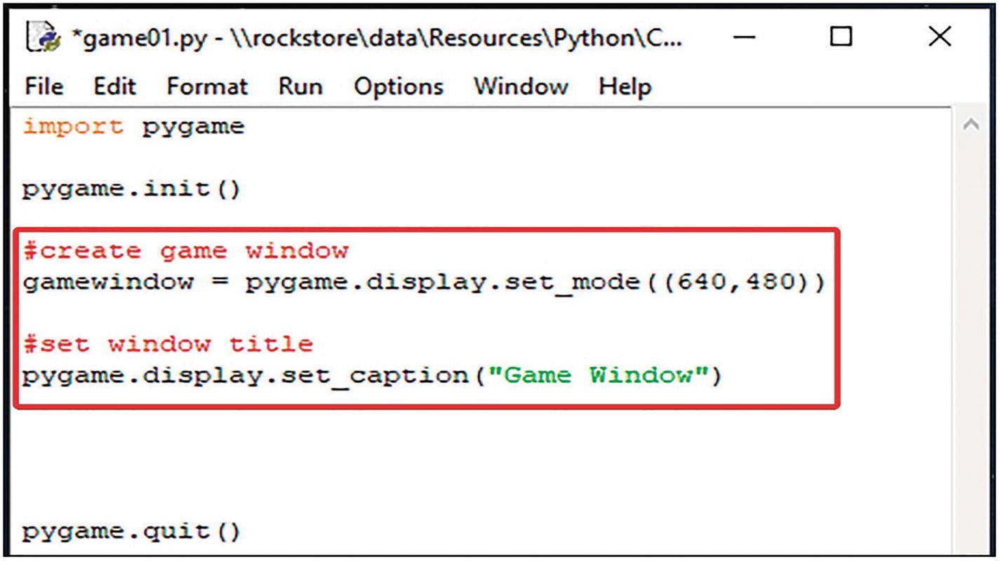 *game01.py - \\rockstore\data\Resources\Python\C...
File Edit Format Run Options Window Help
import pygame
pygame.init()
#create game window
gamewindow = pygame.display.set_mode((640,480))
#set window title
pygame.display.set_caption("Game Window")
pygame.quit()